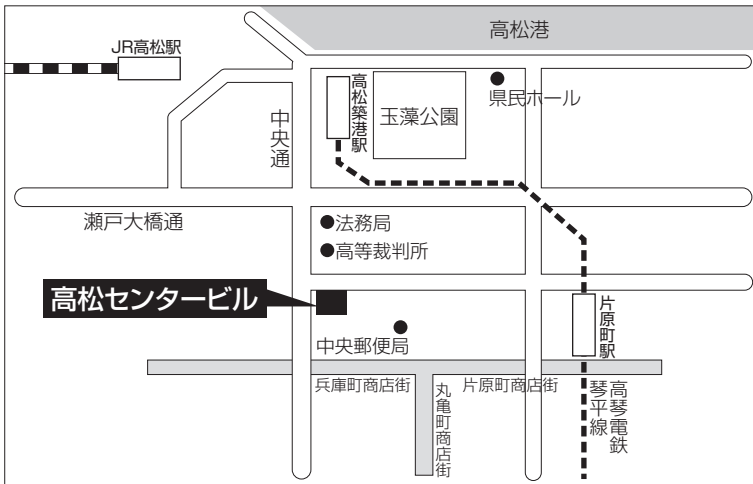 高松港
JR高松駅
高松築港駅
県民ホール
玉藻公園
中央通
瀬戸大橋通
●法務局
●高等裁判所
高松センタービル
中央郵便局
片原町駅
兵庫町商店街
片原町商店街
丸亀町商店街
高琴電鉄
琴平線